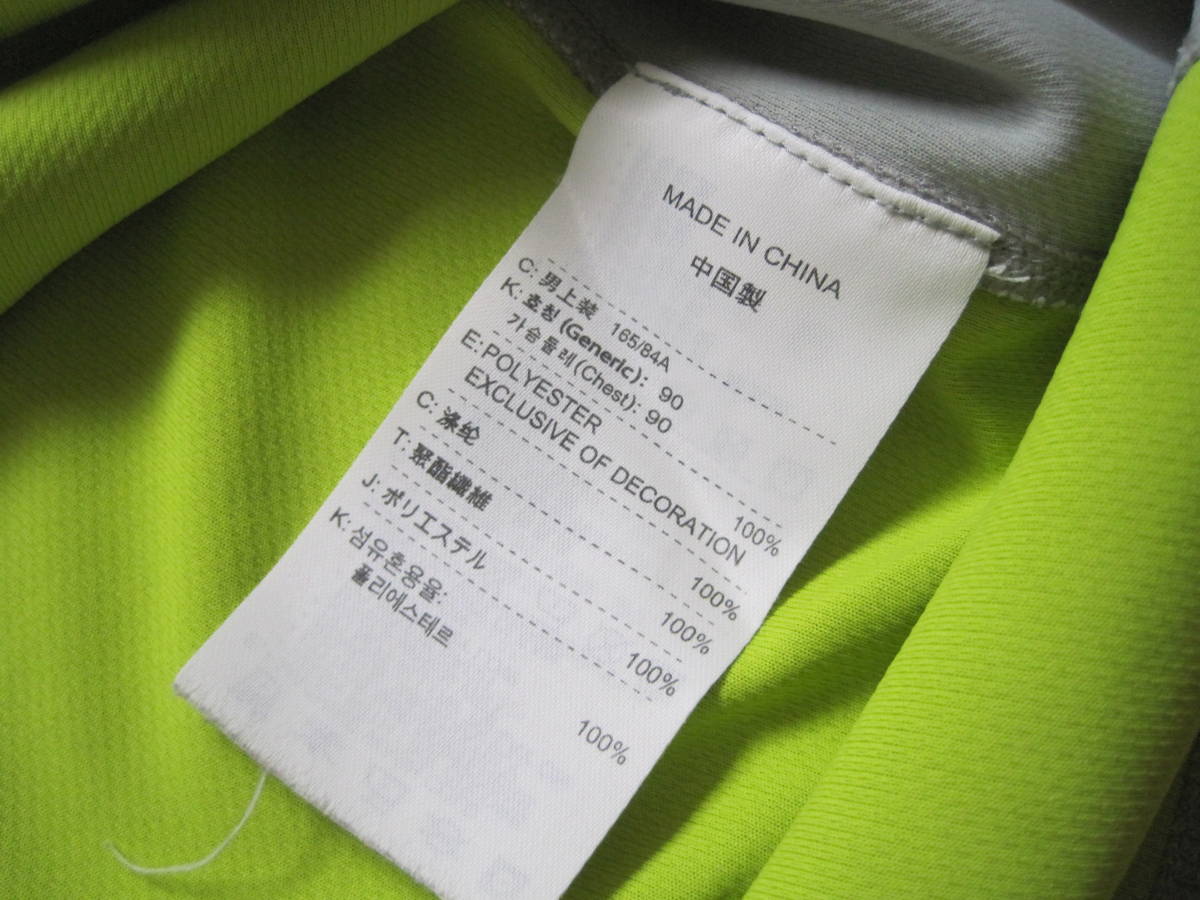 MADE IN CHINA
中国製
C: 男上装 165/84A
K: 호칭 (Generic): 90
가슴둘레(Chest): 90
E: POLYESTER 100%
EXCLUSIVE OF DECORATION
C: 涤纶 100%
T: 聚酯纖維 100%
J: ポリエステル 100%
K: 섬유혼용율:
폴리에스테르 100%